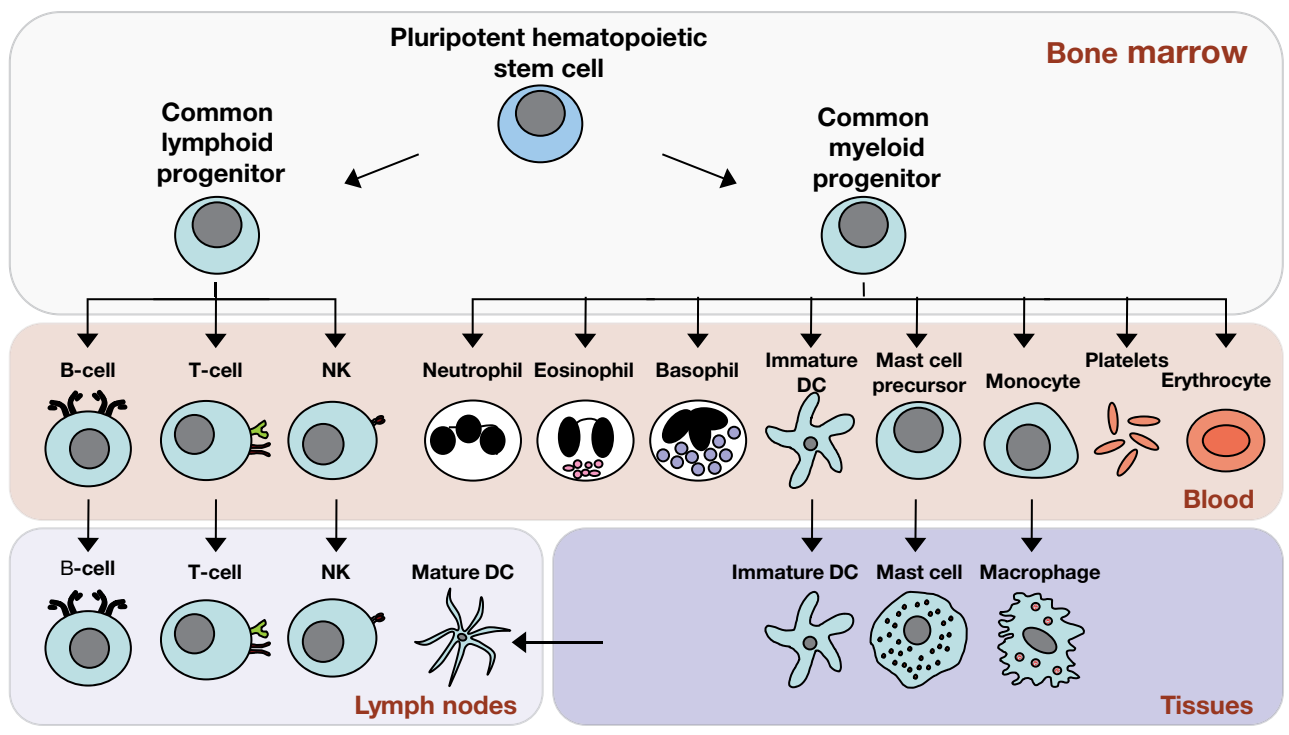 Pluripotent hematopoietic
stem cell
Bone marrow
Common
lymphoid
progenitor
Common
myeloid
progenitor
B-cell
T-cell
NK
Neutrophil
Eosinophil
Basophil
Immature
DC
Mast cell
precursor
Monocyte
Platelets
Erythrocyte
Blood
B-cell
T-cell
NK
Mature DC
Immature DC
Mast cell
Macrophage
Lymph nodes
Tissues